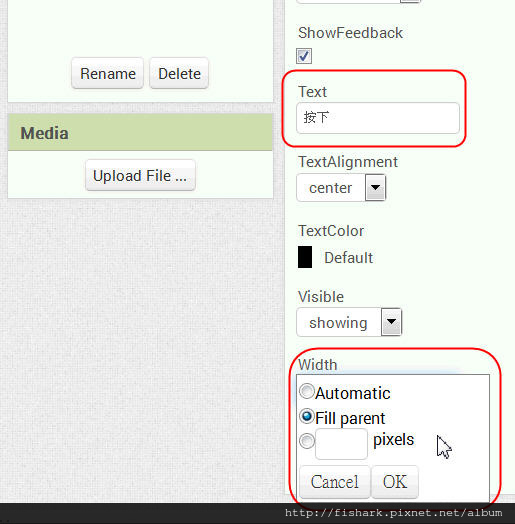 Rename Delete
Media
Upload File ...
ShowFeedback
Text
按下
TextAlignment
center
TextColor
Default
Visible
showing
Width
Automatic
Fill parent
pixels
Cancel OK
http://fishark.pixnet.net/album